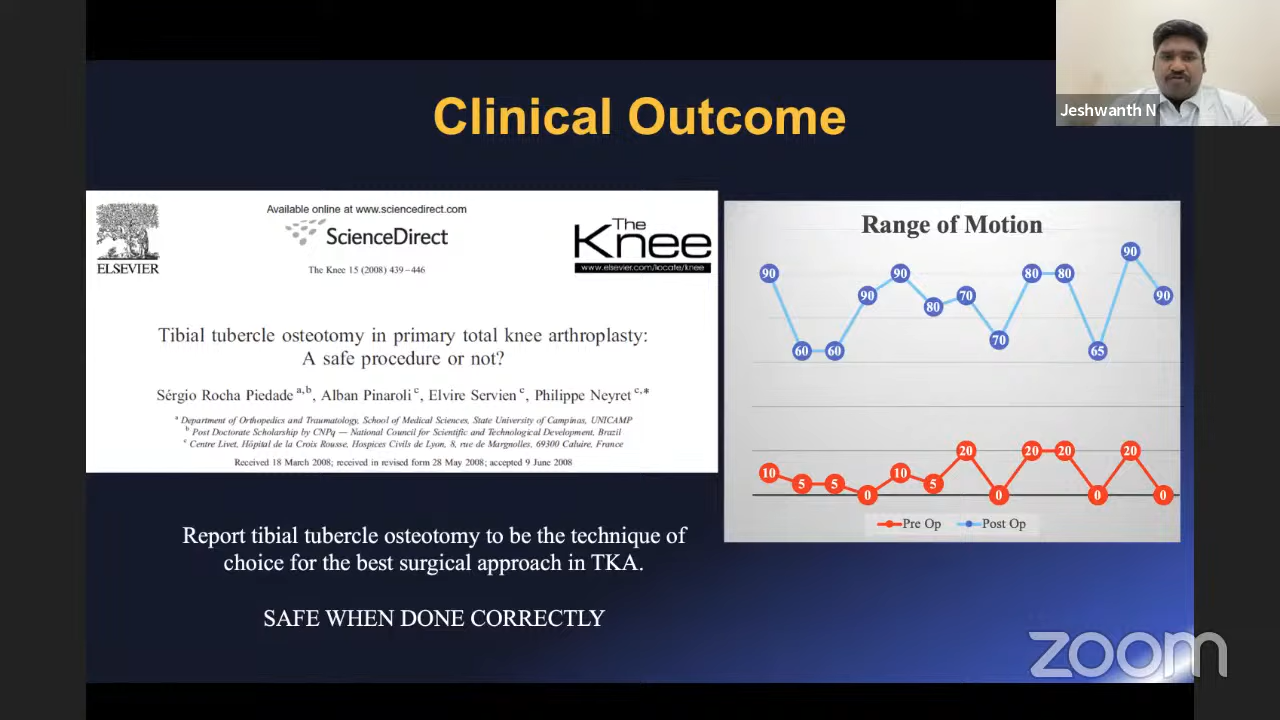 Jeshwanth N
Clinical Outcome
ELSEVIER
Available online at www.sciencedirect.com
ScienceDirect
The Knee 15 (2008) 439–446
The
Knee
www.elsevier.com/locate/knee
Tibial tubercle osteotomy in primary total knee arthroplasty:
A safe procedure or not?
Sérgio Rocha Piedade a,b, Alban Pinaroli c, Elvire Servien c, Philippe Neyret c,*
a Department of Orthopedics and Traumatology, School of Medical Sciences, State University of Campinas, UNICAMP
b Post Doctorate Scholarship by CNPq — National Council for Scientific and Technological Development, Brazil
c Centre Livet, Hôpital de la Croix Rousse, Hospices Civils de Lyon, 8, rue de Margnolles, 69300 Caluire, France
Received 18 March 2008; received in revised form 28 May 2008; accepted 9 June 2008
Report tibial tubercle osteotomy to be the technique of
choice for the best surgical approach in TKA.
SAFE WHEN DONE CORRECTLY
Range of Motion
90 60 60 90 90 80 70 70 80 80 65 90 90
10 5 5 0 10 5 20 0 20 20 0 20 0
Pre Op Post Op
zoom